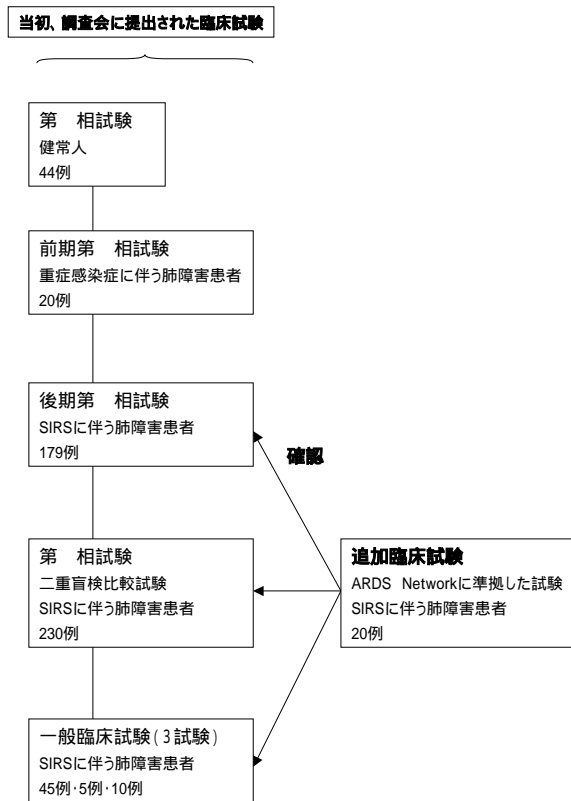 当初、調査会に提出された臨床試験
第　相試験
健常人
44例
前期第　相試験
重症感染症に伴う肺障害患者
20例
後期第　相試験
SIRSに伴う肺障害患者
179例
確認
第　相試験
二重盲検比較試験
SIRSに伴う肺障害患者
230例
追加臨床試験
ARDS Networkに準拠した試験
SIRSに伴う肺障害患者
20例
一般臨床試験(3試験)
SIRSに伴う肺障害患者
45例・5例・10例